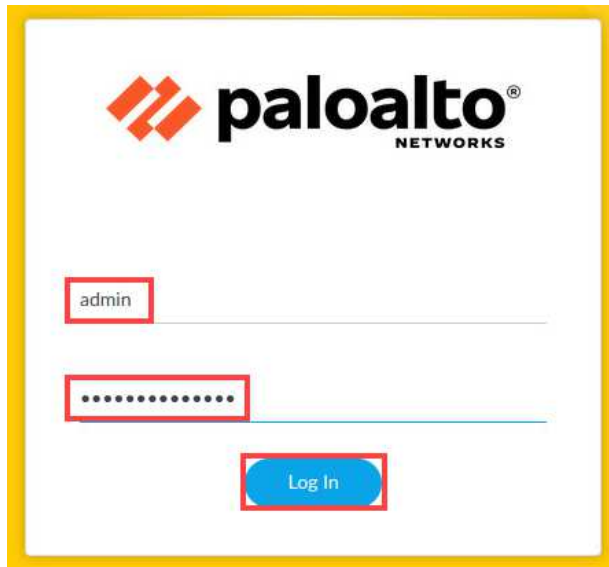 paloalto®
NETWORKS
admin
••••••••••••••
Log In